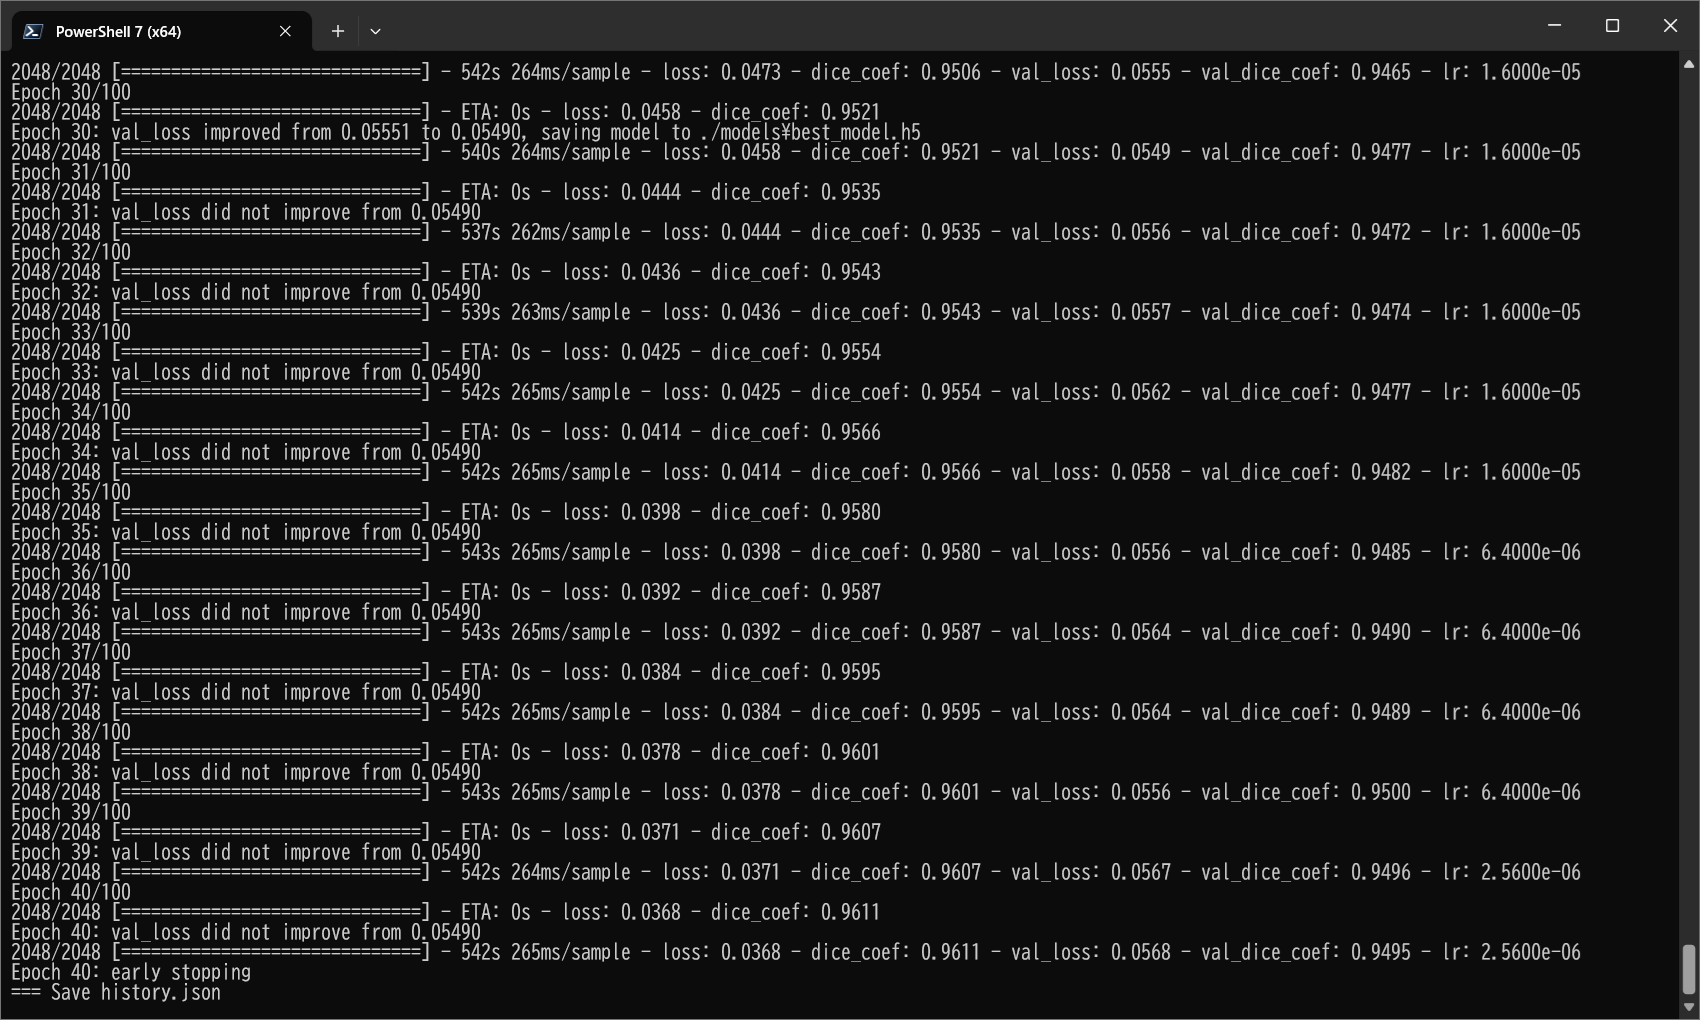 PowerShell 7 (x64)
2048/2048 [==============================] - 542s 264ms/sample - loss: 0.0473 - dice_coef: 0.9506 - val_loss: 0.0555 - val_dice_coef: 0.9465 - lr: 1.6000e-05
Epoch 30/100
2048/2048 [==============================] - ETA: 0s - loss: 0.0458 - dice_coef: 0.9521
Epoch 30: val_loss improved from 0.05551 to 0.05490, saving model to ./models¥best_model.h5
2048/2048 [==============================] - 540s 264ms/sample - loss: 0.0458 - dice_coef: 0.9521 - val_loss: 0.0549 - val_dice_coef: 0.9477 - lr: 1.6000e-05
Epoch 31/100
2048/2048 [==============================] - ETA: 0s - loss: 0.0444 - dice_coef: 0.9535
Epoch 31: val_loss did not improve from 0.05490
2048/2048 [==============================] - 537s 262ms/sample - loss: 0.0444 - dice_coef: 0.9535 - val_loss: 0.0556 - val_dice_coef: 0.9472 - lr: 1.6000e-05
Epoch 32/100
2048/2048 [==============================] - ETA: 0s - loss: 0.0436 - dice_coef: 0.9543
Epoch 32: val_loss did not improve from 0.05490
2048/2048 [==============================] - 539s 263ms/sample - loss: 0.0436 - dice_coef: 0.9543 - val_loss: 0.0557 - val_dice_coef: 0.9474 - lr: 1.6000e-05
Epoch 33/100
2048/2048 [==============================] - ETA: 0s - loss: 0.0425 - dice_coef: 0.9554
Epoch 33: val_loss did not improve from 0.05490
2048/2048 [==============================] - 542s 265ms/sample - loss: 0.0425 - dice_coef: 0.9554 - val_loss: 0.0562 - val_dice_coef: 0.9477 - lr: 1.6000e-05
Epoch 34/100
2048/2048 [==============================] - ETA: 0s - loss: 0.0414 - dice_coef: 0.9566
Epoch 34: val_loss did not improve from 0.05490
2048/2048 [==============================] - 542s 265ms/sample - loss: 0.0414 - dice_coef: 0.9566 - val_loss: 0.0558 - val_dice_coef: 0.9482 - lr: 1.6000e-05
Epoch 35/100
2048/2048 [==============================] - ETA: 0s - loss: 0.0398 - dice_coef: 0.9580
Epoch 35: val_loss did not improve from 0.05490
2048/2048 [==============================] - 543s 265ms/sample - loss: 0.0398 - dice_coef: 0.9580 - val_loss: 0.0556 - val_dice_coef: 0.9485 - lr: 6.4000e-06
Epoch 36/100
2048/2048 [==============================] - ETA: 0s - loss: 0.0392 - dice_coef: 0.9587
Epoch 36: val_loss did not improve from 0.05490
2048/2048 [==============================] - 543s 265ms/sample - loss: 0.0392 - dice_coef: 0.9587 - val_loss: 0.0564 - val_dice_coef: 0.9490 - lr: 6.4000e-06
Epoch 37/100
2048/2048 [==============================] - ETA: 0s - loss: 0.0384 - dice_coef: 0.9595
Epoch 37: val_loss did not improve from 0.05490
2048/2048 [==============================] - 542s 265ms/sample - loss: 0.0384 - dice_coef: 0.9595 - val_loss: 0.0564 - val_dice_coef: 0.9489 - lr: 6.4000e-06
Epoch 38/100
2048/2048 [==============================] - ETA: 0s - loss: 0.0378 - dice_coef: 0.9601
Epoch 38: val_loss did not improve from 0.05490
2048/2048 [==============================] - 543s 265ms/sample - loss: 0.0378 - dice_coef: 0.9601 - val_loss: 0.0556 - val_dice_coef: 0.9500 - lr: 6.4000e-06
Epoch 39/100
2048/2048 [==============================] - ETA: 0s - loss: 0.0371 - dice_coef: 0.9607
Epoch 39: val_loss did not improve from 0.05490
2048/2048 [==============================] - 542s 264ms/sample - loss: 0.0371 - dice_coef: 0.9607 - val_loss: 0.0567 - val_dice_coef: 0.9496 - lr: 2.5600e-06
Epoch 40/100
2048/2048 [==============================] - ETA: 0s - loss: 0.0368 - dice_coef: 0.9611
Epoch 40: val_loss did not improve from 0.05490
2048/2048 [==============================] - 542s 265ms/sample - loss: 0.0368 - dice_coef: 0.9611 - val_loss: 0.0568 - val_dice_coef: 0.9495 - lr: 2.5600e-06
Epoch 40: early stopping
=== Save history.json